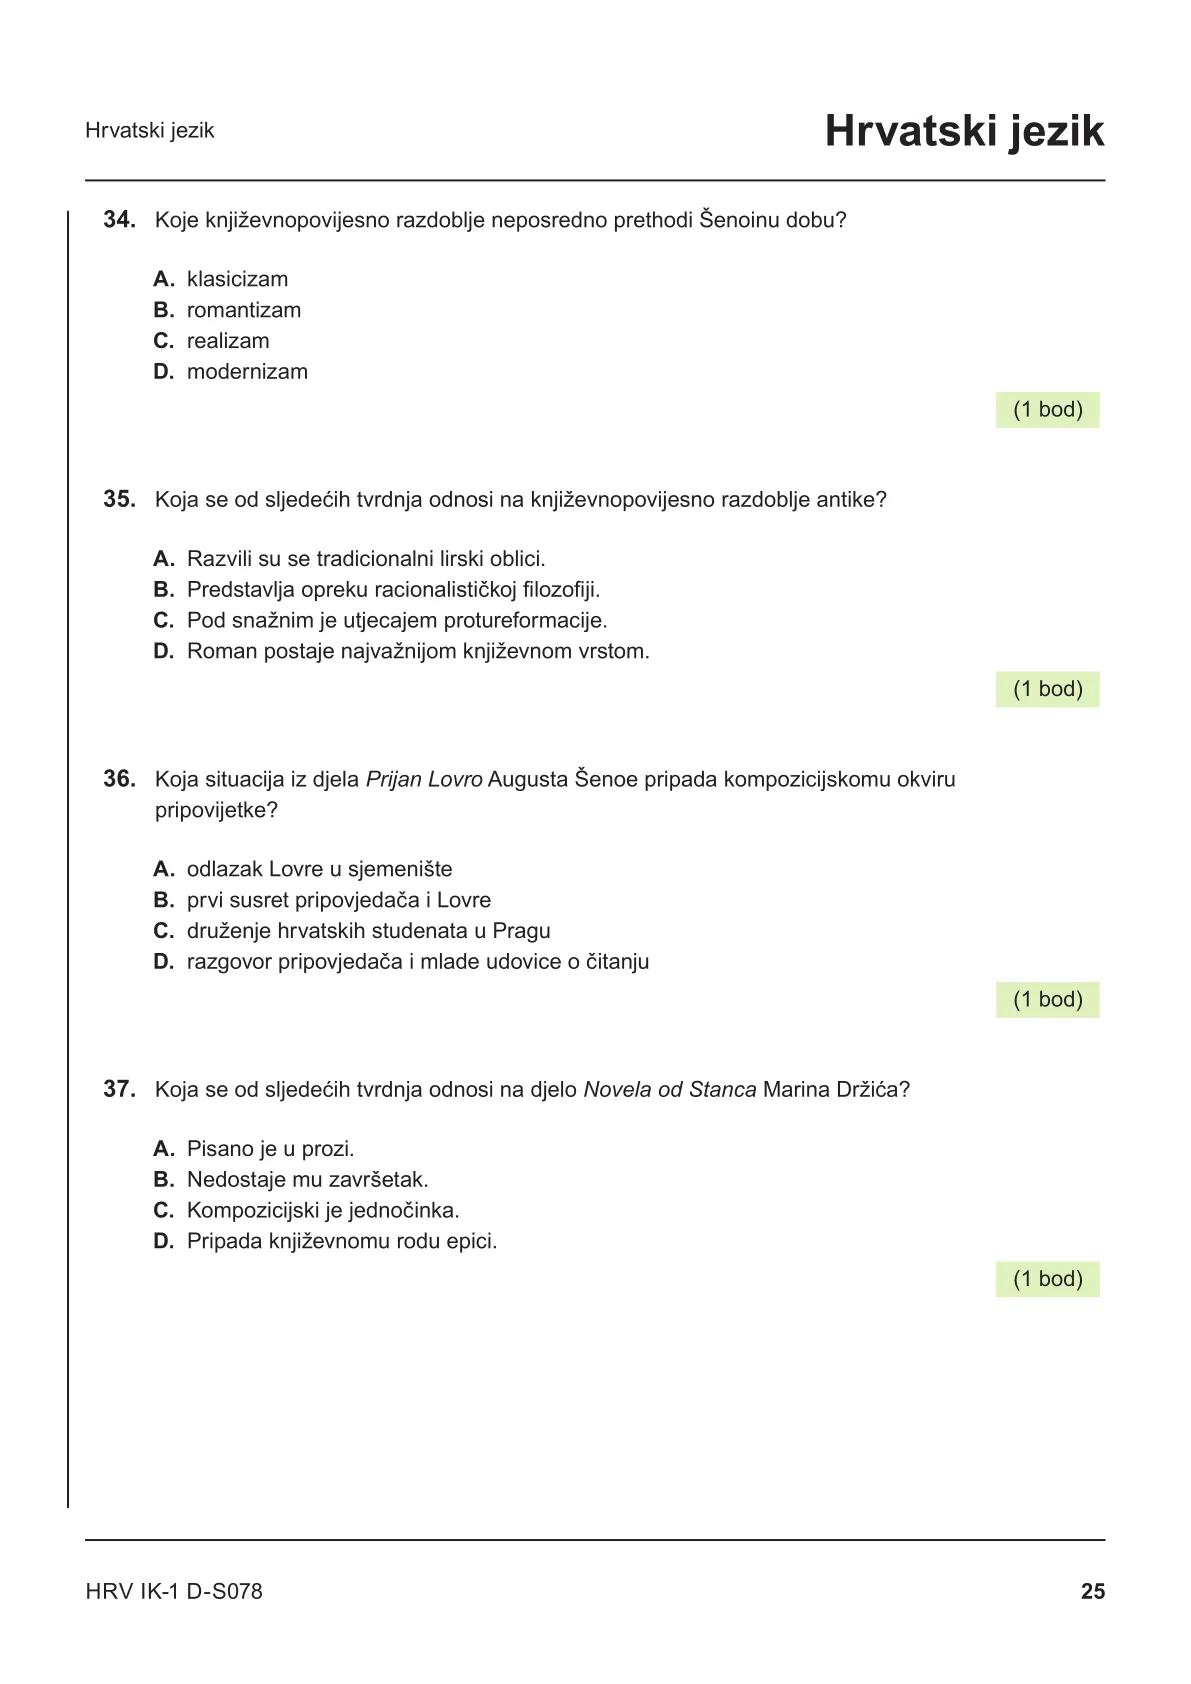 Hrvatski jezik
Hrvatski jezik
34. Koje književnopovijesno razdoblje neposredno prethodi Šenoinu dobu?
A. klasicizam
B. romantizam
C. realizam
D. modernizam
(1 bod)
35. Koja se od sljedećih tvrdnja odnosi na književnopovijesno razdoblje antike?
A. Razvili su se tradicionalni lirski oblici.
B. Predstavlja opreku racionalističkoj filozofiji.
C. Pod snažnim je utjecajem protureformacije.
D. Roman postaje najvažnijom književnom vrstom.
(1 bod)
36. Koja situacija iz djela Prijan Lovro Augusta Šenoe pripada kompozicijskomu okviru
pripovijetke?
A. odlazak Lovre u sjemenište
B. prvi susret pripovjedača i Lovre
C. druženje hrvatskih studenata u Pragu
D. razgovor pripovjedača i mlade udovice o čitanju
(1 bod)
37. Koja se od sljedećih tvrdnja odnosi na djelo Novela od Stanca Marina Držića?
A. Pisano je u prozi.
B. Nedostaje mu završetak.
C. Kompozicijski je jednočinka.
D. Pripada književnomu rodu epici.
(1 bod)
HRV IK-1 D-S078
25